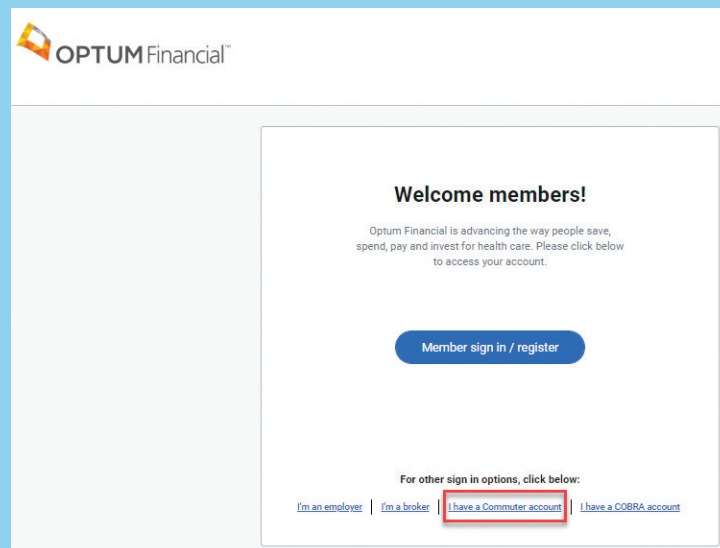 OPTUM Financial™
Welcome members!
Optum Financial is advancing the way people save,
spend, pay and invest for health care. Please click below
to access your account.
Member sign in / register
For other sign in options, click below:
I'm an employer | I'm a broker | I have a Commuter account | I have a COBRA account